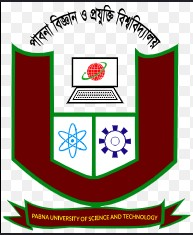 পাবনা বিজ্ঞান ও প্রযুক্তি বিশ্ববিদ্যালয়
PABNA UNIVERSITY OF SCIENCE AND TECHNOLOGY